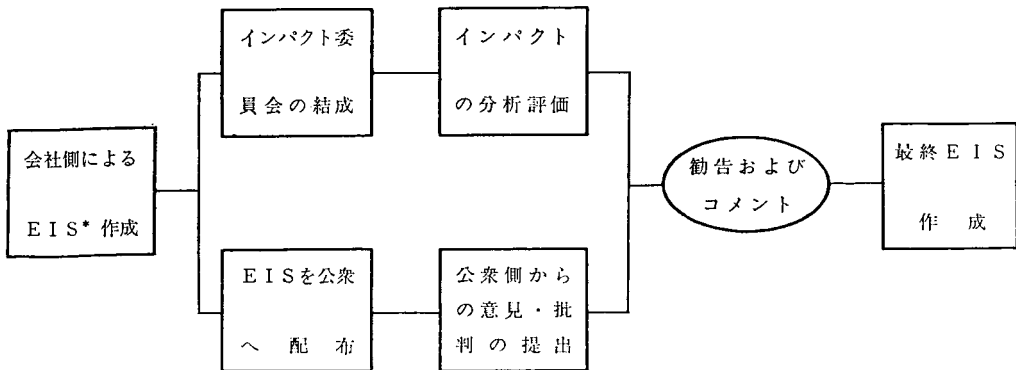 会社側による
EIS*作成
インパクト委
員会の結成
インパクト
の分析評価
EISを公衆
へ配布
公衆側から
の意見・批
判の提出
勧告および
コメント
最終EIS
作成